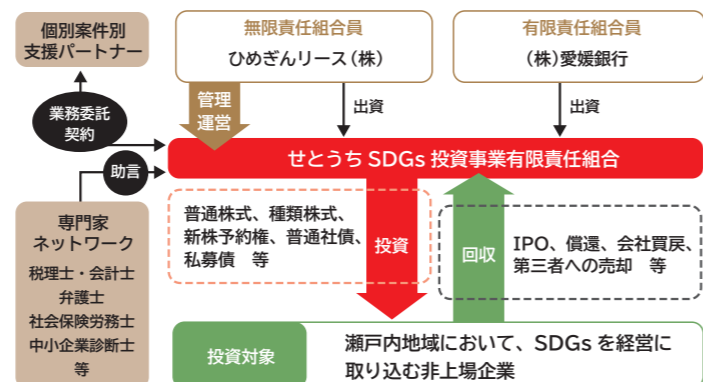 個別案件別
支援パートナー
無限責任組合員
ひめぎんリース(株)
有限責任組合員
(株)愛媛銀行
業務委託
契約
管理
運営
出資
出資
せとうち SDGs 投資事業有限責任組合
助言
専門家
ネットワーク
税理士・会計士
弁護士
社会保険労務士
中小企業診断士
等
普通株式、種類株式、
新株予約権、普通社債、
私募債 等
投資
回収
IPO、償還、会社買戻、
第三者への売却 等
投資対象
瀬戸内地域において、SDGs を経営に
取り込む非上場企業